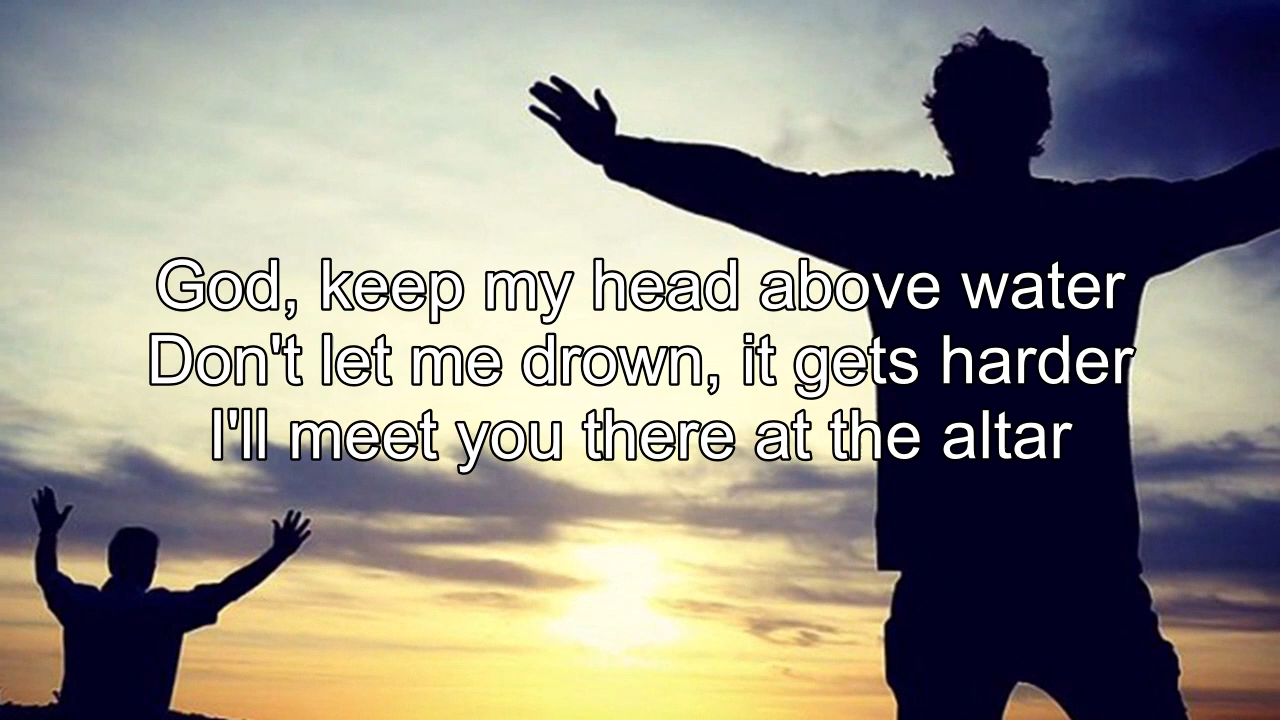 God, keep my head above water
Don't let me drown, it gets harder
I'll meet you there at the altar